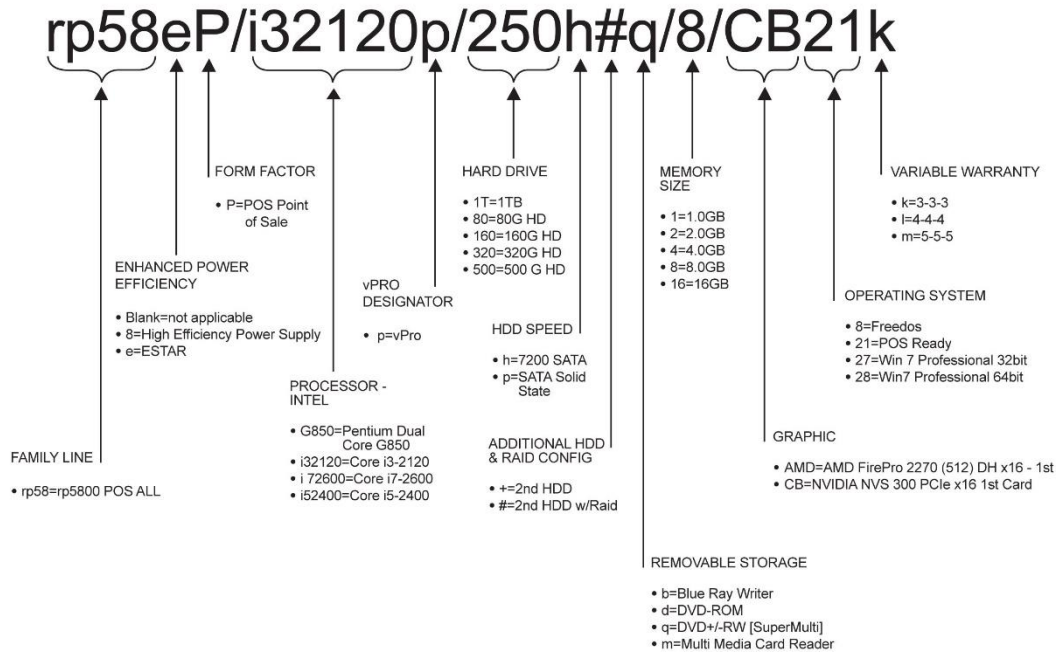 rp58eP/i32120p/250h#q/8/CB21k
FORM FACTOR
• P=POS Point
of Sale
HARD DRIVE
• 1T=1TB
• 80=80G HD
• 160=160G HD
• 320=320G HD
• 500=500 G HD
MEMORY
SIZE
• 1=1.0GB
• 2=2.0GB
• 4=4.0GB
• 8=8.0GB
• 16=16GB
VARIABLE WARRANTY
• k=3-3-3
• l=4-4-4
• m=5-5-5
ENHANCED POWER
EFFICIENCY
• Blank=not applicable
• 8=High Efficiency Power Supply
• e=ESTAR
vPRO
DESIGNATOR
• p=vPro
OPERATING SYSTEM
• 8=Freedos
• 21=POS Ready
• 27=Win 7 Professional 32bit
• 28=Win7 Professional 64bit
HDD SPEED
• h=7200 SATA
• p=SATA Solid
State
PROCESSOR -
INTEL
• G850=Pentium Dual
Core G850
• i32120=Core i3-2120
• i 72600=Core i7-2600
• i52400=Core i5-2400
FAMILY LINE
• rp58=rp5800 POS ALL
ADDITIONAL HDD
& RAID CONFIG
• +=2nd HDD
• #=2nd HDD w/Raid
GRAPHIC
• AMD=AMD FirePro 2270 (512) DH x16 - 1st
• CB=NVIDIA NVS 300 PCIe x16 1st Card
REMOVABLE STORAGE
• b=Blue Ray Writer
• d=DVD-ROM
• q=DVD+/-RW [SuperMulti]
• m=Multi Media Card Reader